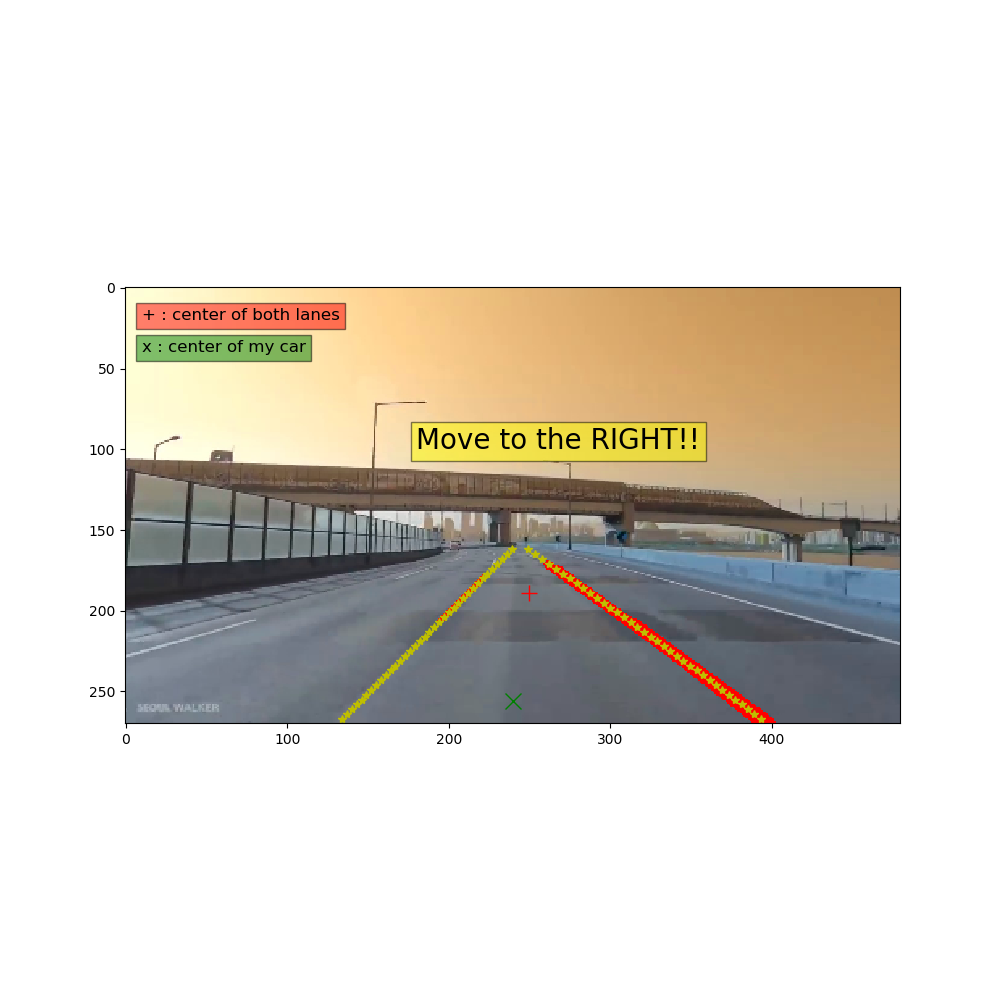 + : center of both lanes
x : center of my car
Move to the RIGHT!!
0
50
100
150
200
250
SEOUL WALKER
0
100
200
300
400